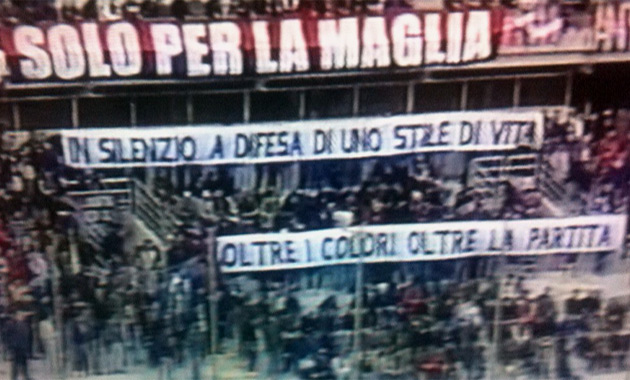 SOLO PER LA MAGLIA
IN SILENZIO A DIFESA DI UNO STILE DI VITA
OLTRE I COLORI OLTRE LA PARTITA